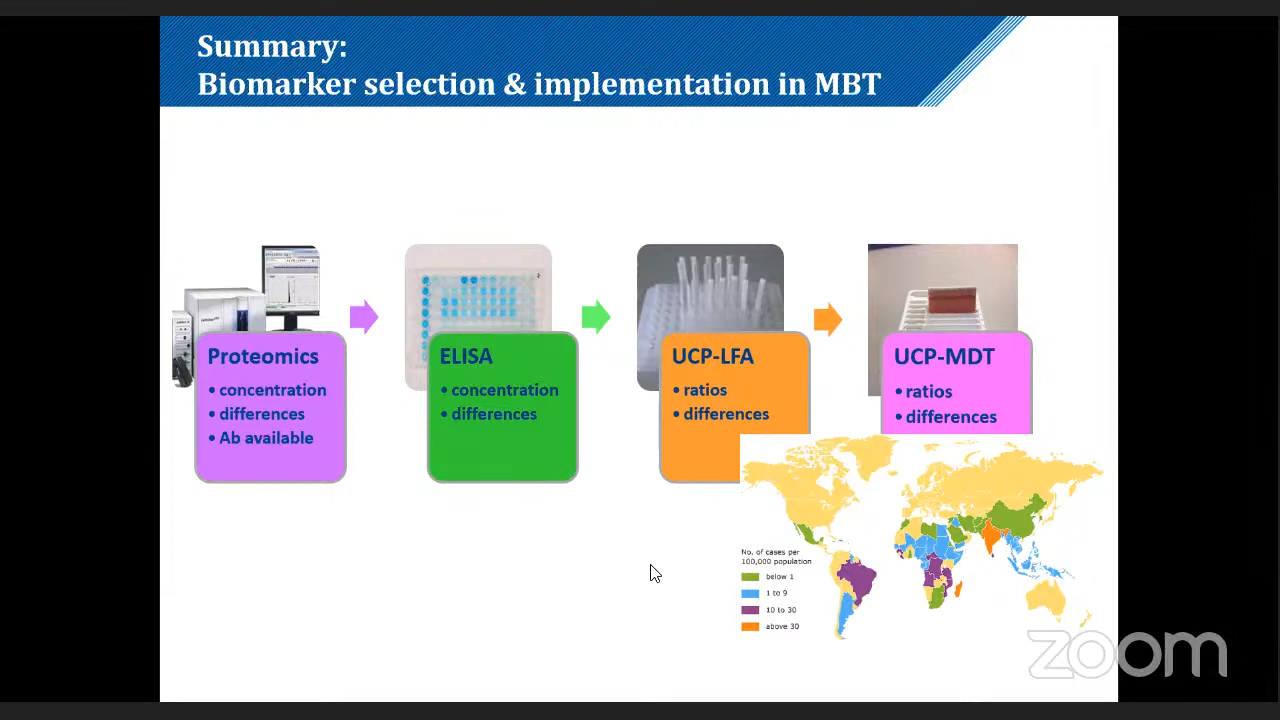 Summary:
Biomarker selection & implementation in MBT
Proteomics
• concentration
• differences
• Ab available
ELISA
• concentration
• differences
UCP-LFA
• ratios
• differences
UCP-MDT
• ratios
• differences
No. of cases per
100,000 population
below 1
1 to 9
10 to 30
above 30
zoom